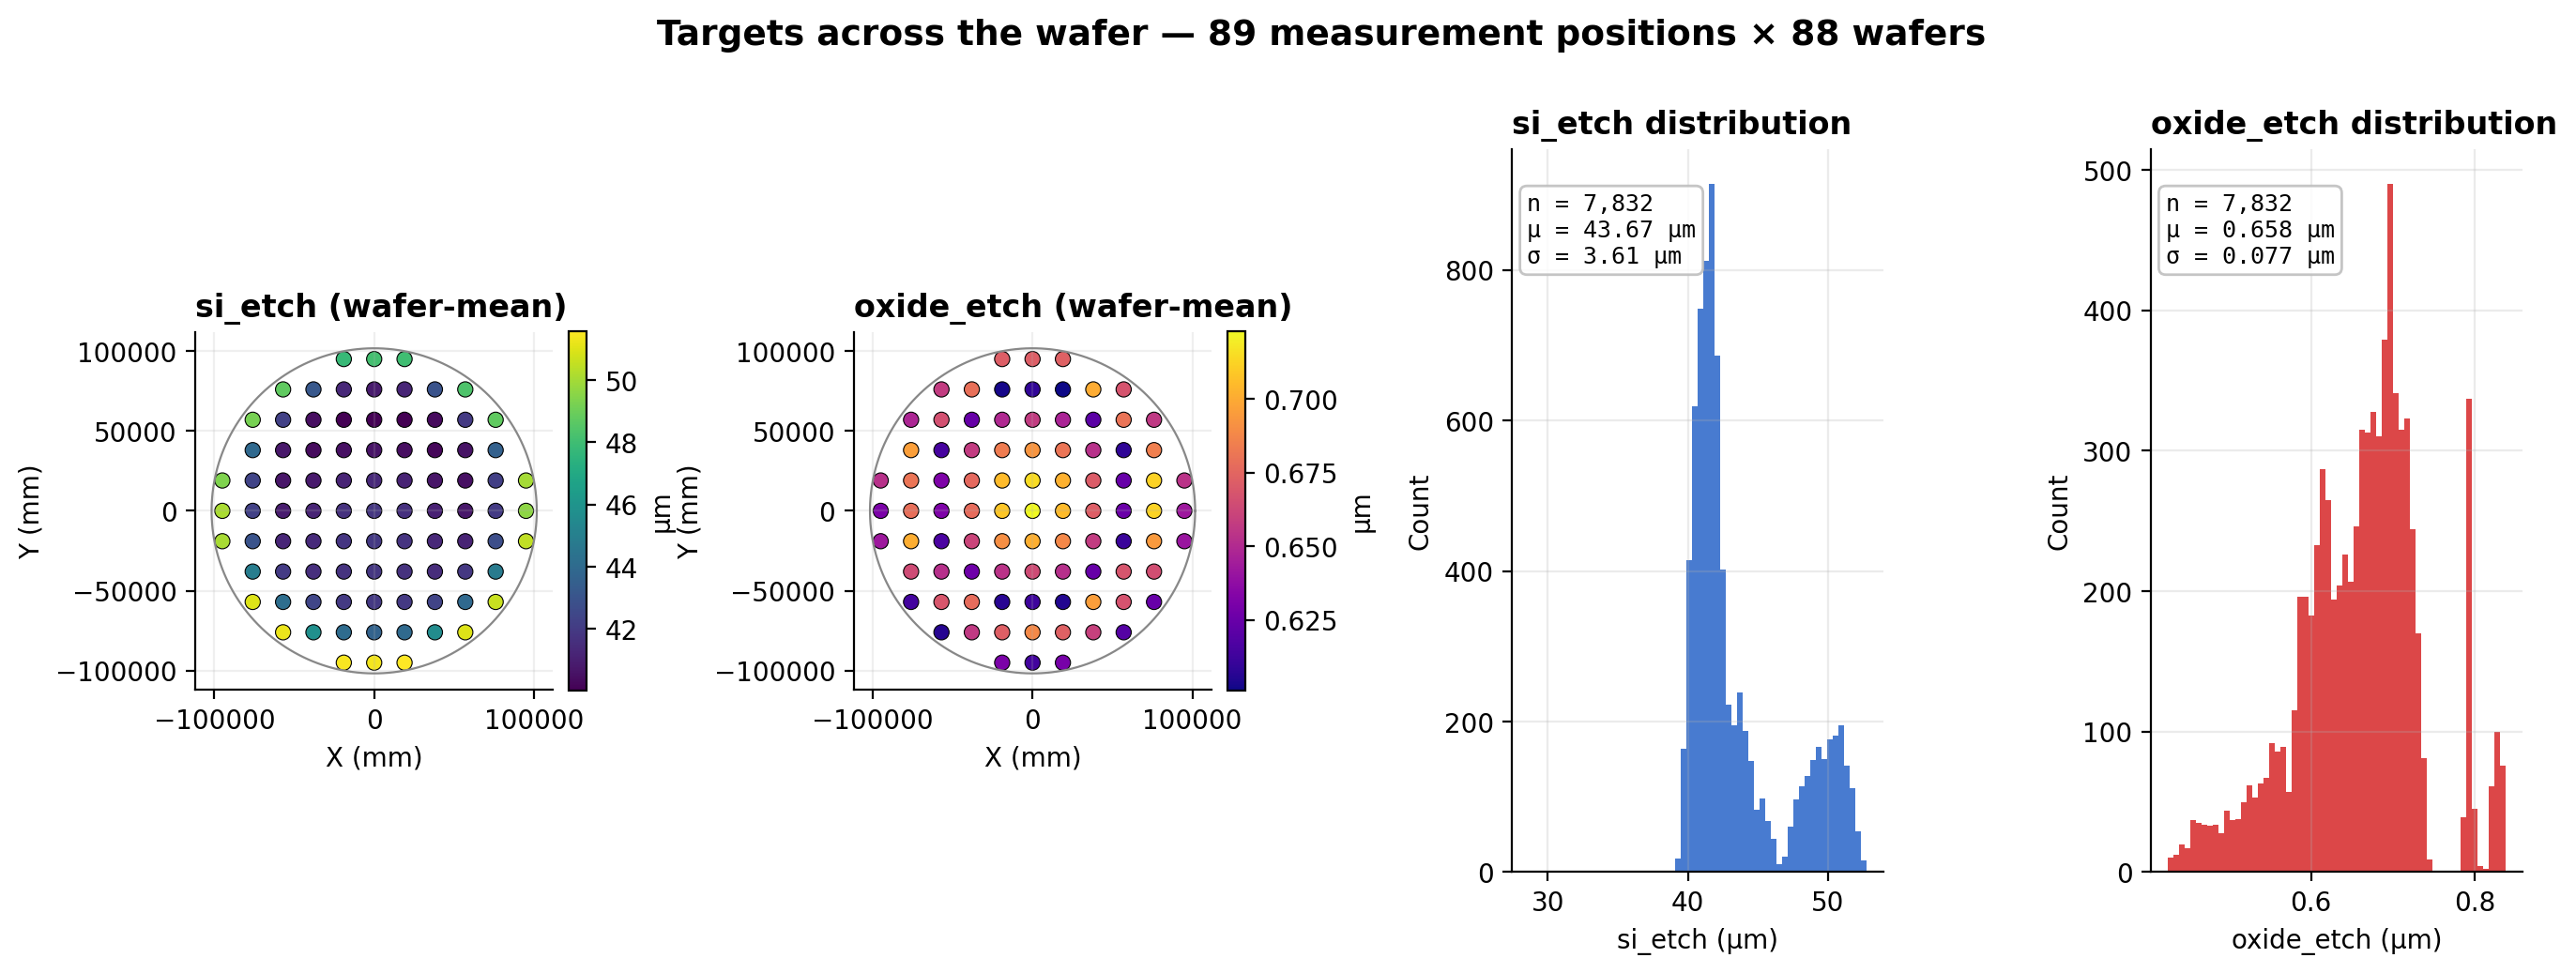 Targets across the wafer — 89 measurement positions × 88 wafers
si_etch (wafer-mean)
100000
50000
0
−50000
−100000
Y (mm)
−100000
0
100000
X (mm)
50
48
46
44
42
µm
oxide_etch (wafer-mean)
100000
50000
0
−50000
−100000
Y (mm)
−100000
0
100000
X (mm)
0.700
0.675
0.650
0.625
µm
si_etch distribution
n = 7,832
µ = 43.67 µm
σ = 3.61 µm
800
600
400
200
0
Count
30
40
50
si_etch (µm)
oxide_etch distribution
n = 7,832
µ = 0.658 µm
σ = 0.077 µm
500
400
300
200
100
0
Count
0.6
0.8
oxide_etch (µm)